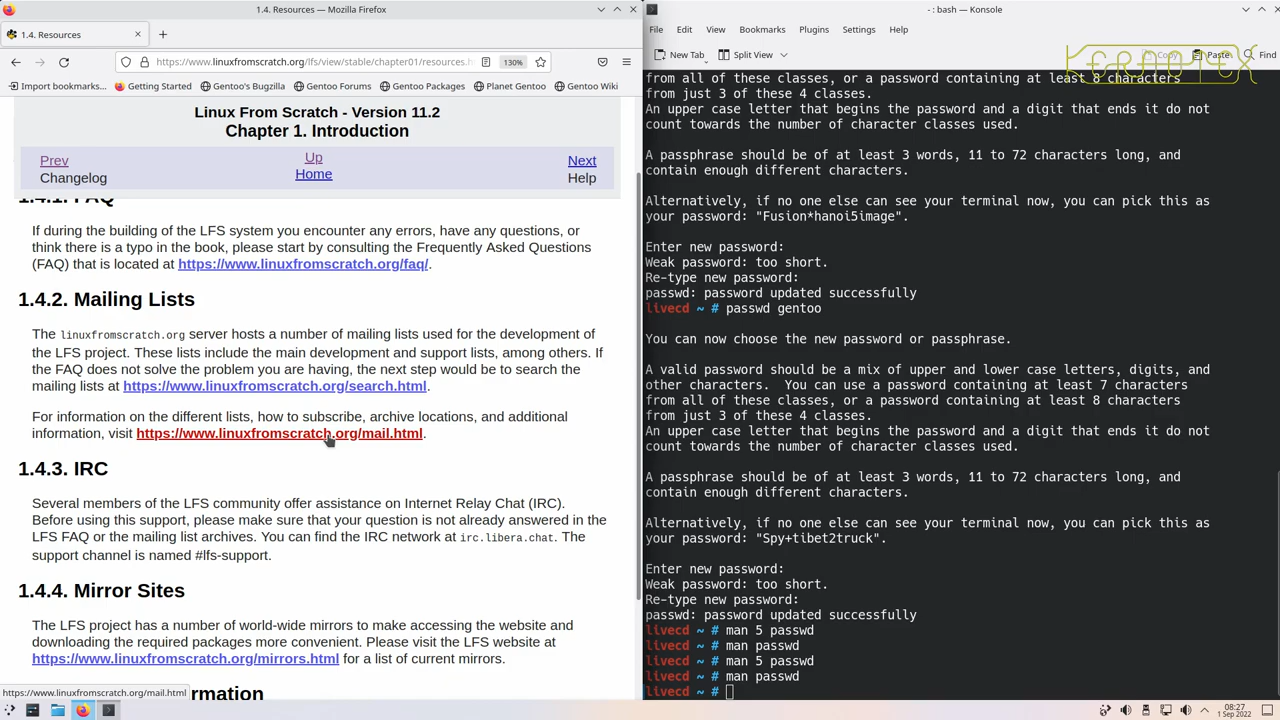 1.4. Resources — Mozilla Firefox
1.4. Resources
https://www.linuxfromscratch.org/lfs/view/stable/chapter01/resourc
130%
Import bookmarks...
Getting Started
Gentoo's Bugzilla
Gentoo Forums
Gentoo Packages
Planet Gentoo
Gentoo Wiki
Linux From Scratch - Version 11.2
Chapter 1. Introduction
Prev
Up
Next
Changelog
Home
Help
1.4.1. FAQ
If during the building of the LFS system you encounter any errors, have any questions, or
think there is a typo in the book, please start by consulting the Frequently Asked Questions
(FAQ) that is located at https://www.linuxfromscratch.org/faq/.
1.4.2. Mailing Lists
The linuxfromscratch.org server hosts a number of mailing lists used for the development of
the LFS project. These lists include the main development and support lists, among others. If
the FAQ does not solve the problem you are having, the next step would be to search the
mailing lists at https://www.linuxfromscratch.org/search.html.
For information on the different lists, how to subscribe, archive locations, and additional
information, visit https://www.linuxfromscratch.org/mail.html.
1.4.3. IRC
Several members of the LFS community offer assistance on Internet Relay Chat (IRC).
Before using this support, please make sure that your question is not already answered in the
LFS FAQ or the mailing list archives. You can find the IRC network at irc.libera.chat. The
support channel is named #lfs-support.
1.4.4. Mirror Sites
The LFS project has a number of world-wide mirrors to make accessing the website and
downloading the required packages more convenient. Please visit the LFS website at
https://www.linuxfromscratch.org/mirrors.html for a list of current mirrors.
https://www.linuxfromscratch.org/mail.html
rmation
- : bash — Konsole
File Edit View Bookmarks Plugins Settings Help
New Tab
Split View
Copy
Paste
Find
KERNOTEX
from all of these classes, or a password containing at least 8 characters
from just 3 of these 4 classes.
An upper case letter that begins the password and a digit that ends it do not
count towards the number of character classes used.
A passphrase should be of at least 3 words, 11 to 72 characters long, and
contain enough different characters.
Alternatively, if no one else can see your terminal now, you can pick this as
your password: "Fusion*hanoi5image".
Enter new password:
Weak password: too short.
Re-type new password:
passwd: password updated successfully
livecd ~ # passwd gentoo
You can now choose the new password or passphrase.
A valid password should be a mix of upper and lower case letters, digits, and
other characters. You can use a password containing at least 7 characters
from all of these classes, or a password containing at least 8 characters
from just 3 of these 4 classes.
An upper case letter that begins the password and a digit that ends it do not
count towards the number of character classes used.
A passphrase should be of at least 3 words, 11 to 72 characters long, and
contain enough different characters.
Alternatively, if no one else can see your terminal now, you can pick this as
your password: "Spy+tibet2truck".
Enter new password:
Weak password: too short.
Re-type new password:
passwd: password updated successfully
livecd ~ # man 5 passwd
livecd ~ # man passwd
livecd ~ # man 5 passwd
livecd ~ # man passwd
livecd ~ #
08:27
1 Sep 2022